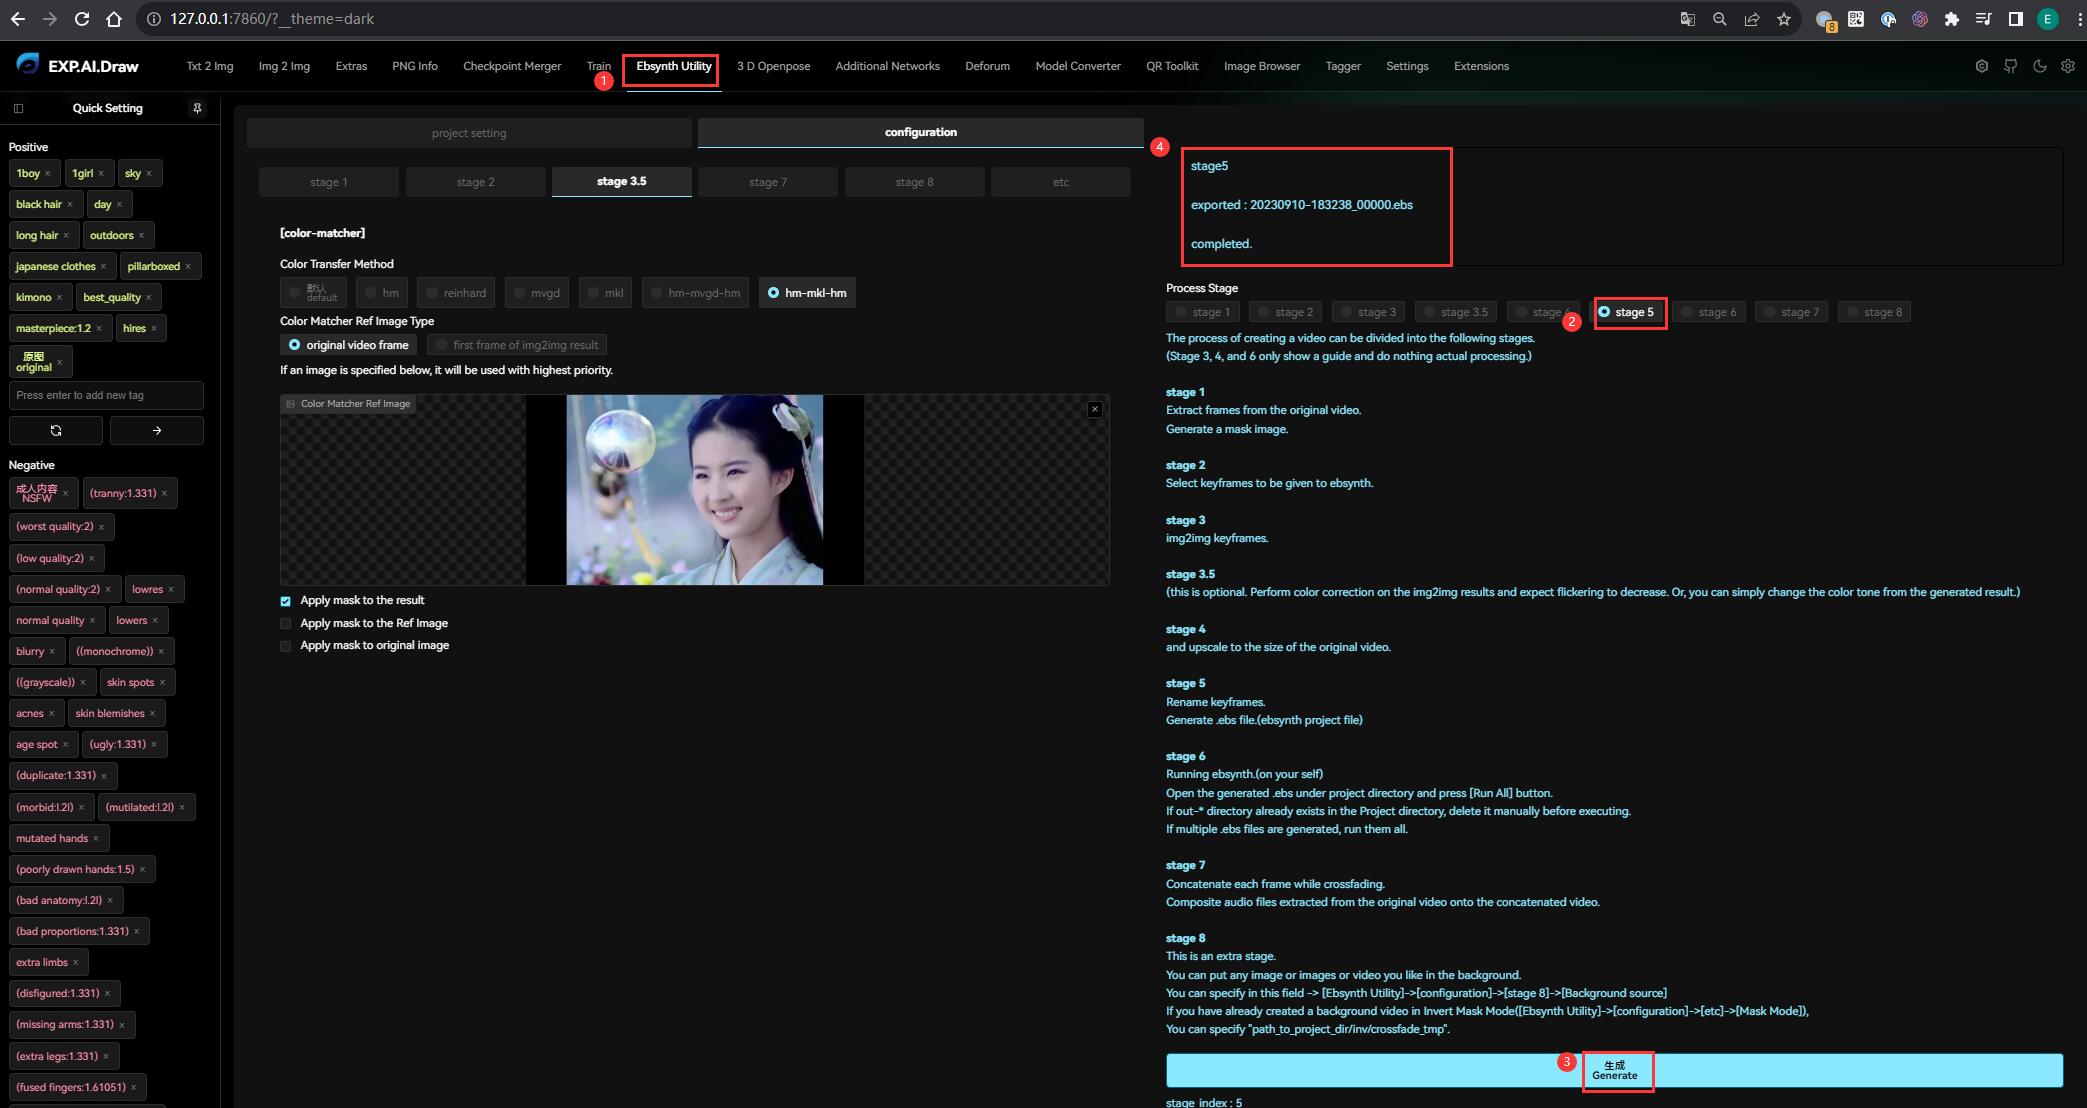 127.0.0.1:7860/?__theme=dark
8
E
EXP.AI.Draw
Txt 2 Img
Img 2 Img
Extras
PNG Info
Checkpoint Merger
Train
Ebsynth Utility
3 D Openpose
Additional Networks
Deforum
Model Converter
QR Toolkit
Image Browser
Tagger
Settings
Extensions
1
Quick Setting
Positive
1boy ×
1girl ×
sky ×
black hair ×
day ×
long hair ×
outdoors ×
japanese clothes ×
pillarboxed ×
kimono ×
best_quality ×
masterpiece:1.2 ×
hires ×
原图
original ×
Press enter to add new tag
Negative
成人内容
NSFW ×
(tranny:1.331) ×
(worst quality:2) ×
(low quality:2) ×
(normal quality:2) ×
lowres ×
normal quality ×
lowers ×
blurry ×
((monochrome)) ×
((grayscale)) ×
skin spots ×
acnes ×
skin blemishes ×
age spot ×
(ugly:1.331) ×
(duplicate:1.331) ×
(morbid:l.2l) ×
(mutilated:l.2l) ×
mutated hands ×
(poorly drawn hands:1.5) ×
(bad anatomy:l.2l) ×
(bad proportions:1.331) ×
extra limbs ×
(disfigured:1.331) ×
(missing arms:1.331) ×
(extra legs:1.331) ×
(fused fingers:1.61051) ×
project setting
configuration
stage 1
stage 2
stage 3.5
stage 7
stage 8
etc
[color-matcher]
Color Transfer Method
默认
default
hm
reinhard
mvgd
mkl
hm-mvgd-hm
hm-mkl-hm
Color Matcher Ref Image Type
original video frame
first frame of img2img result
If an image is specified below, it will be used with highest priority.
Color Matcher Ref Image
Apply mask to the result
Apply mask to the Ref Image
Apply mask to original image
4
stage5
exported : 20230910-183238_00000.ebs
completed.
Process Stage
stage 1
stage 2
stage 3
stage 3.5
stage
2
stage 5
stage 6
stage 7
stage 8
The process of creating a video can be divided into the following stages.
(Stage 3, 4, and 6 only show a guide and do nothing actual processing.)
stage 1
Extract frames from the original video.
Generate a mask image.
stage 2
Select keyframes to be given to ebsynth.
stage 3
img2img keyframes.
stage 3.5
(this is optional. Perform color correction on the img2img results and expect flickering to decrease. Or, you can simply change the color tone from the generated result.)
stage 4
and upscale to the size of the original video.
stage 5
Rename keyframes.
Generate .ebs file.(ebsynth project file)
stage 6
Running ebsynth.(on your self)
Open the generated .ebs under project directory and press [Run All] button.
If out-* directory already exists in the Project directory, delete it manually before executing.
If multiple .ebs files are generated, run them all.
stage 7
Concatenate each frame while crossfading.
Composite audio files extracted from the original video onto the concatenated video.
stage 8
This is an extra stage.
You can put any image or images or video you like in the background.
You can specify in this field -> [Ebsynth Utility]->[configuration]->[stage 8]->[Background source]
If you have already created a background video in Invert Mask Mode([Ebsynth Utility]->[configuration]->[etc]->[Mask Mode]),
You can specify "path_to_project_dir/inv/crossfade_tmp".
3
生成
Generate
stage_index : 5